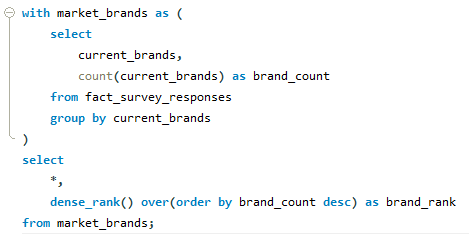 with market_brands as (
select
current_brands,
count(current_brands) as brand_count
from fact_survey_responses
group by current_brands
)
select
*,
dense_rank() over(order by brand_count desc) as brand_rank
from market_brands;